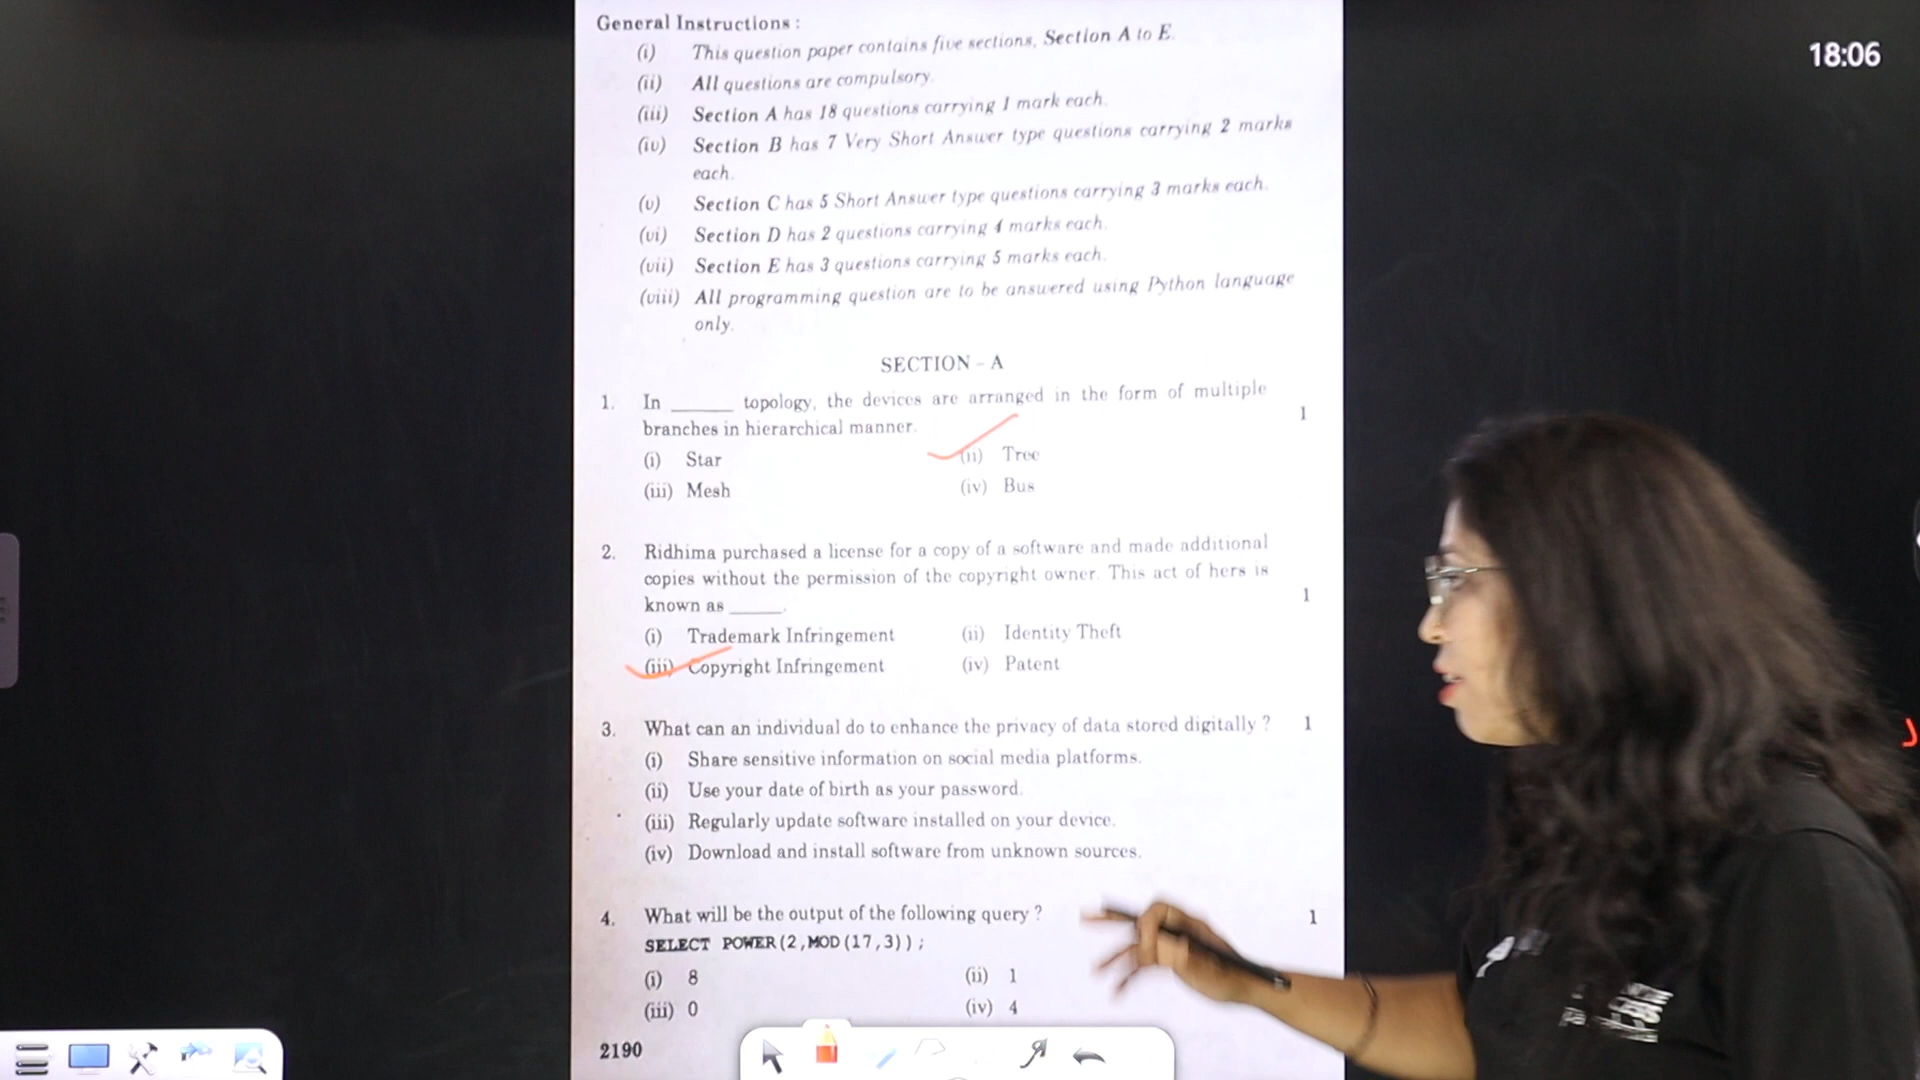 General Instructions :
18:06
(i) This question paper contains five sections, Section A to E.
(ii) All questions are compulsory.
(iii) Section A has 18 questions carrying 1 mark each.
(iv) Section B has 7 Very Short Answer type questions carrying 2 marks
each.
(v) Section C has 5 Short Answer type questions carrying 3 marks each.
(vi) Section D has 2 questions carrying 4 marks each.
(vii) Section E has 3 questions carrying 5 marks each.
(viii) All programming question are to be answered using Python language
only.
SECTION – A
1. In ______ topology, the devices are arranged in the form of multiple
branches in hierarchical manner. 1
(i) Star (ii) Tree
(iii) Mesh (iv) Bus
2. Ridhima purchased a license for a copy of a software and made additional
copies without the permission of the copyright owner. This act of hers is
known as _____. 1
(i) Trademark Infringement (ii) Identity Theft
(iii) Copyright Infringement (iv) Patent
3. What can an individual do to enhance the privacy of data stored digitally ? 1
(i) Share sensitive information on social media platforms.
(ii) Use your date of birth as your password.
(iii) Regularly update software installed on your device.
(iv) Download and install software from unknown sources.
4. What will be the output of the following query ? 1
SELECT POWER(2,MOD(17,3));
(i) 8 (ii) 1
(iii) 0 (iv) 4
2190